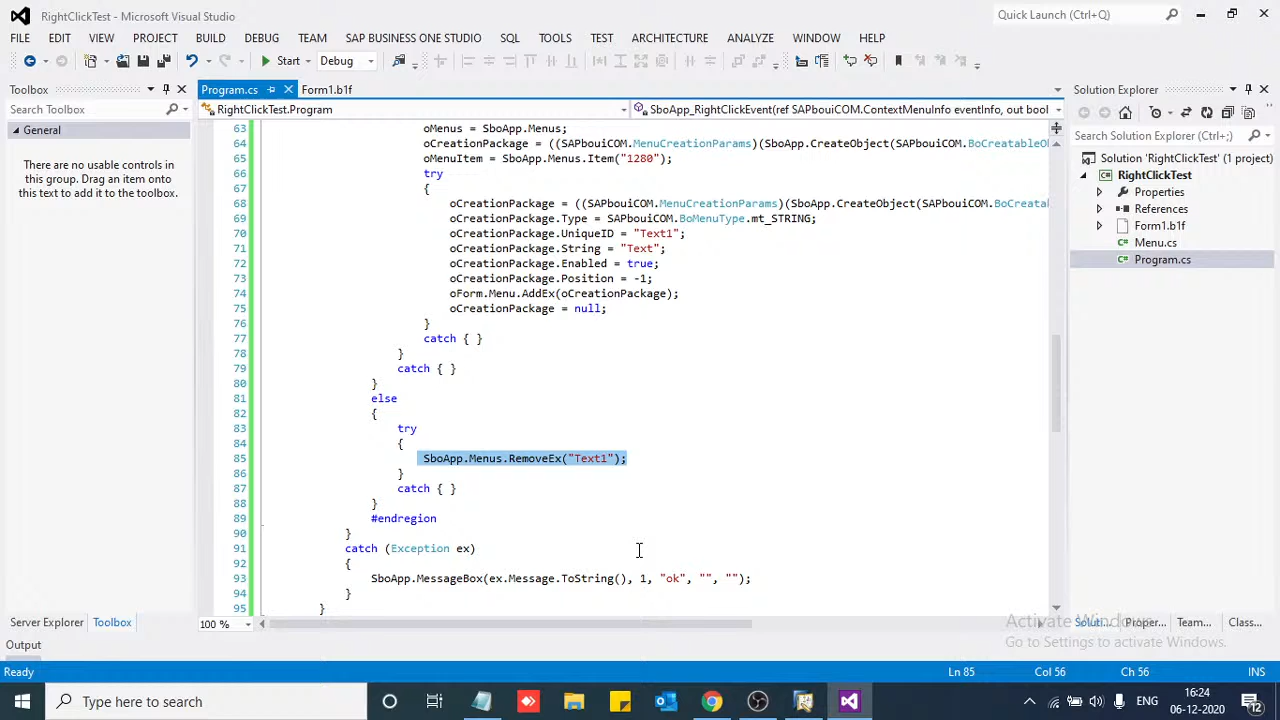 RightClickTest - Microsoft Visual Studio
Quick Launch (Ctrl+Q)
FILE EDIT VIEW PROJECT BUILD DEBUG TEAM SAP BUSINESS ONE STUDIO SQL TOOLS TEST ARCHITECTURE ANALYZE WINDOW HELP
Start Debug
Toolbox
Program.cs
Form1.b1f
Solution Explorer
Search Toolbox
RightClickTest.Program
SboApp_RightClickEvent(ref SAPbouiCOM.ContextMenuInfo eventInfo, out bool
General
There are no usable controls in
this group. Drag an item onto
this text to add it to the toolbox.
63 oMenus = SboApp.Menus;
64 oCreationPackage = ((SAPbouiCOM.MenuCreationParams)(SboApp.CreateObject(SAPbouiCOM.BoCreatableOb
65 oMenuItem = SboApp.Menus.Item("1280");
66 try
67 {
68 oCreationPackage = ((SAPbouiCOM.MenuCreationParams)(SboApp.CreateObject(SAPbouiCOM.BoCreatab
69 oCreationPackage.Type = SAPbouiCOM.BoMenuType.mt_STRING;
70 oCreationPackage.UniqueID = "Text1";
71 oCreationPackage.String = "Text";
72 oCreationPackage.Enabled = true;
73 oCreationPackage.Position = -1;
74 oForm.Menu.AddEx(oCreationPackage);
75 oCreationPackage = null;
76 }
77 catch { }
78 }
79 catch { }
80 }
81 else
82 {
83 try
84 {
85 SboApp.Menus.RemoveEx("Text1");
86 }
87 catch { }
88 }
89 #endregion
90 }
91 catch (Exception ex)
92 {
93 SboApp.MessageBox(ex.Message.ToString(), 1, "ok", "", "");
94 }
95 }
Search Solution Explorer (Ctrl+;)
Solution 'RightClickTest' (1 project)
RightClickTest
Properties
References
Form1.b1f
Menu.cs
Program.cs
Server Explorer Toolbox
100 %
Soluti... Proper... Team... Class...
Activate Windows
Go to Settings to activate Windows.
Output
Ready
Ln 85 Col 56 Ch 56 INS
Type here to search
ENG
16:24
06-12-2020
12